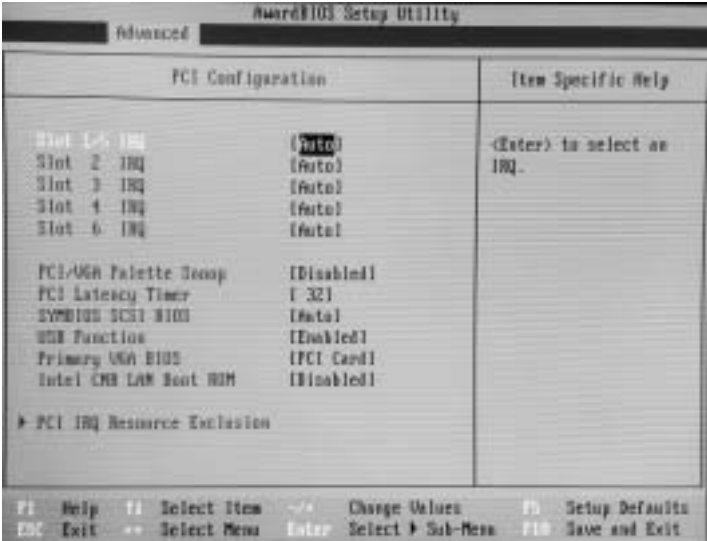 AwardBIOS Setup Utility
Advanced
PCI Configuration
Item Specific Help
Slot 1/5 IRQ [Auto]
<Enter> to select an
Slot 2 IRQ [Auto]
IRQ.
Slot 3 IRQ [Auto]
Slot 4 IRQ [Auto]
Slot 6 IRQ [Auto]
PCI/VGA Palette Snoop [Disabled]
PCI Latency Timer [ 32]
SYMBIOS SCSI BIOS [Auto]
USB Function [Enabled]
Primary VGA BIOS [PCI Card]
Intel CNR LAN Boot ROM [Disabled]
PCI IRQ Resource Exclusion
F1 Help ↑↓ Select Item -/+ Change Values F5 Setup Defaults
ESC Exit ↔ Select Menu Enter Select ▶ Sub-Menu F10 Save and Exit